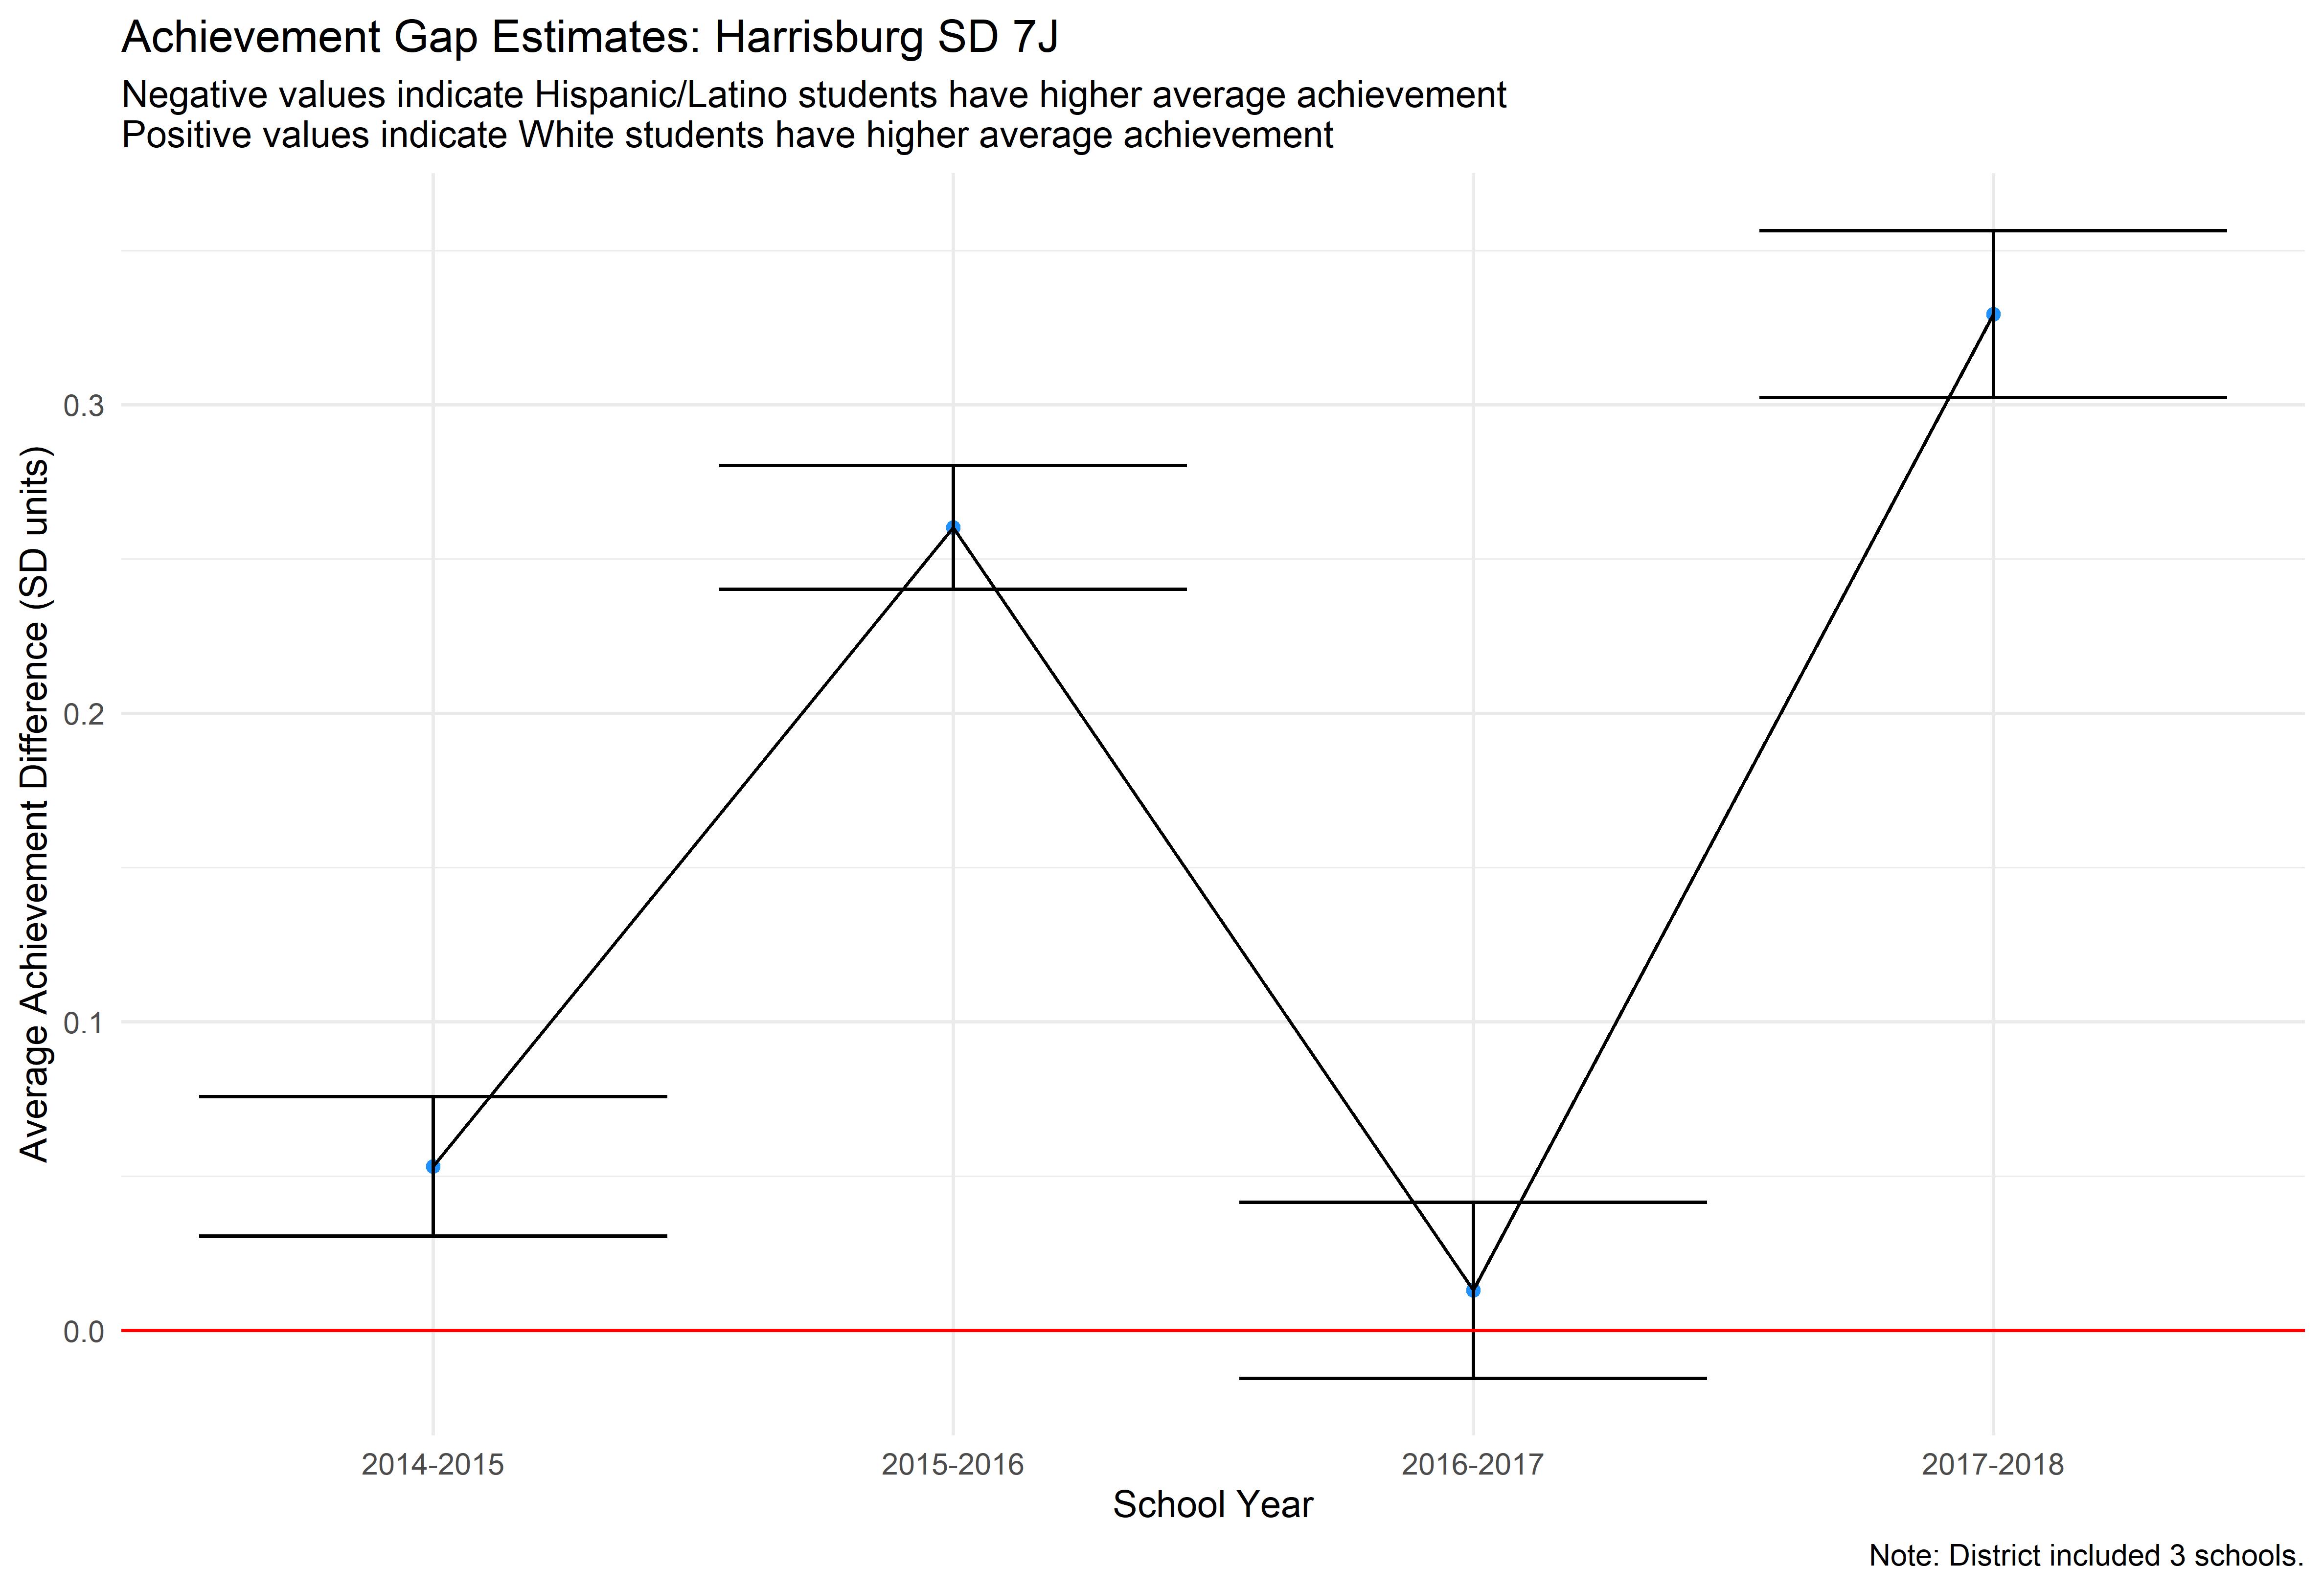 Achievement Gap Estimates: Harrisburg SD 7J
Negative values indicate Hispanic/Latino students have higher average achievement
Positive values indicate White students have higher average achievement
Average Achievement Difference (SD units)
0.3
0.2
0.1
0.0
2014-2015
2015-2016
2016-2017
2017-2018
School Year
Note: District included 3 schools.